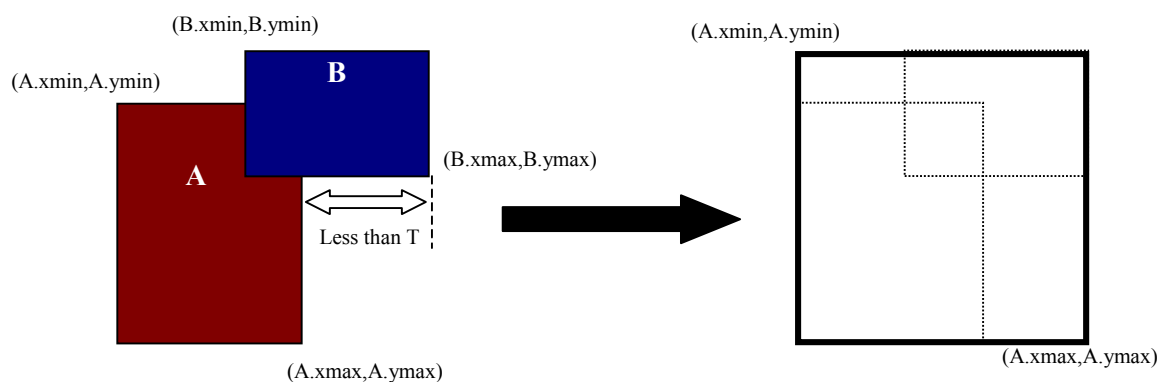 (B.xmin,B.ymin)
(A.xmin,A.ymin)
B
A
(B.xmax,B.ymax)
Less than T
(A.xmax,A.ymax)
(A.xmin,A.ymin)
(A.xmax,A.ymax)